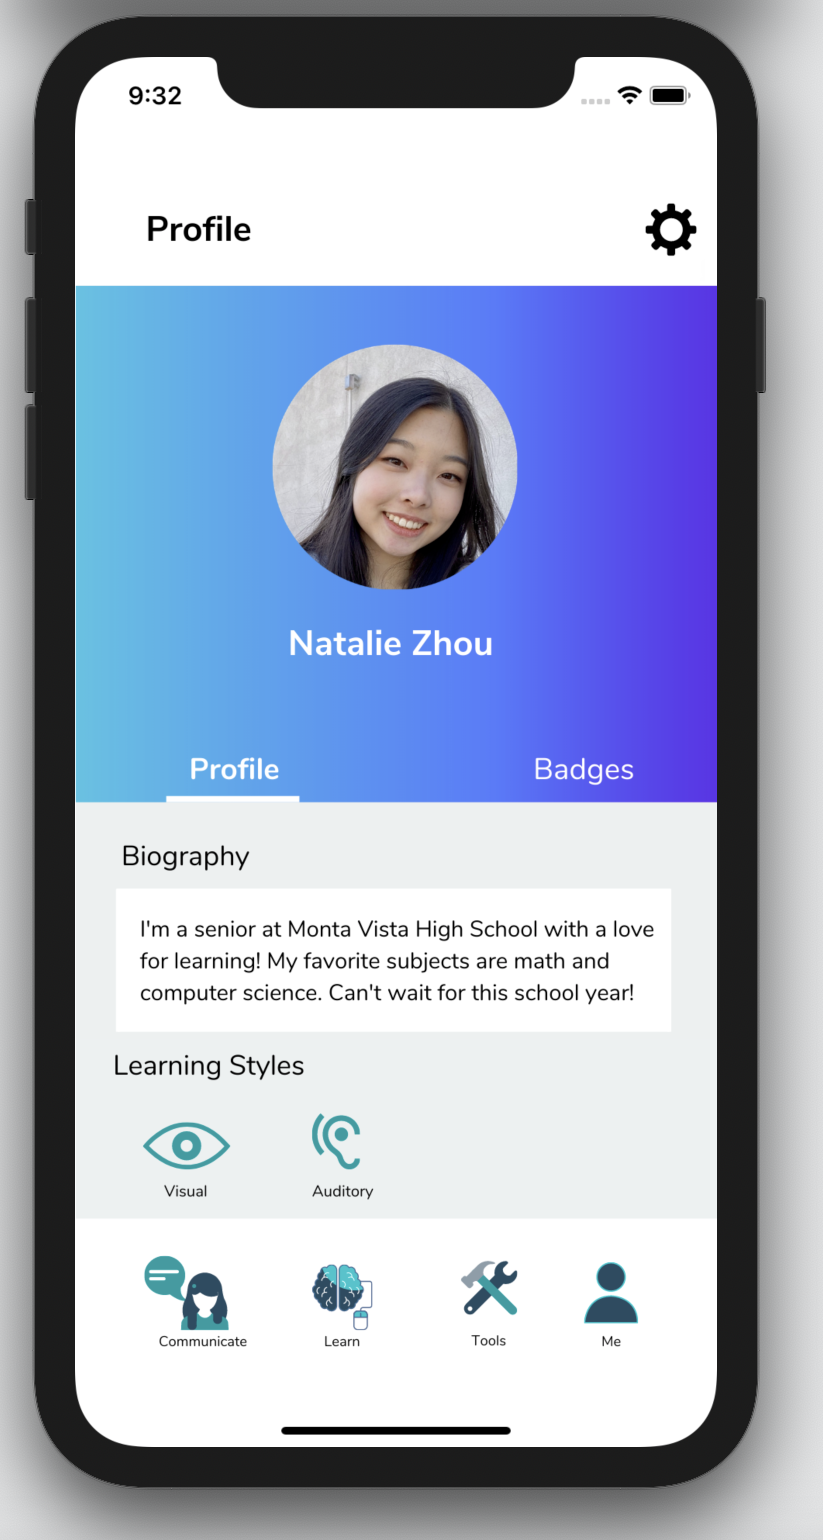 9:32
Profile
Natalie Zhou
Profile
Badges
Biography
I'm a senior at Monta Vista High School with a love
for learning! My favorite subjects are math and
computer science. Can't wait for this school year!
Learning Styles
Visual
Auditory
Communicate
Learn
Tools
Me